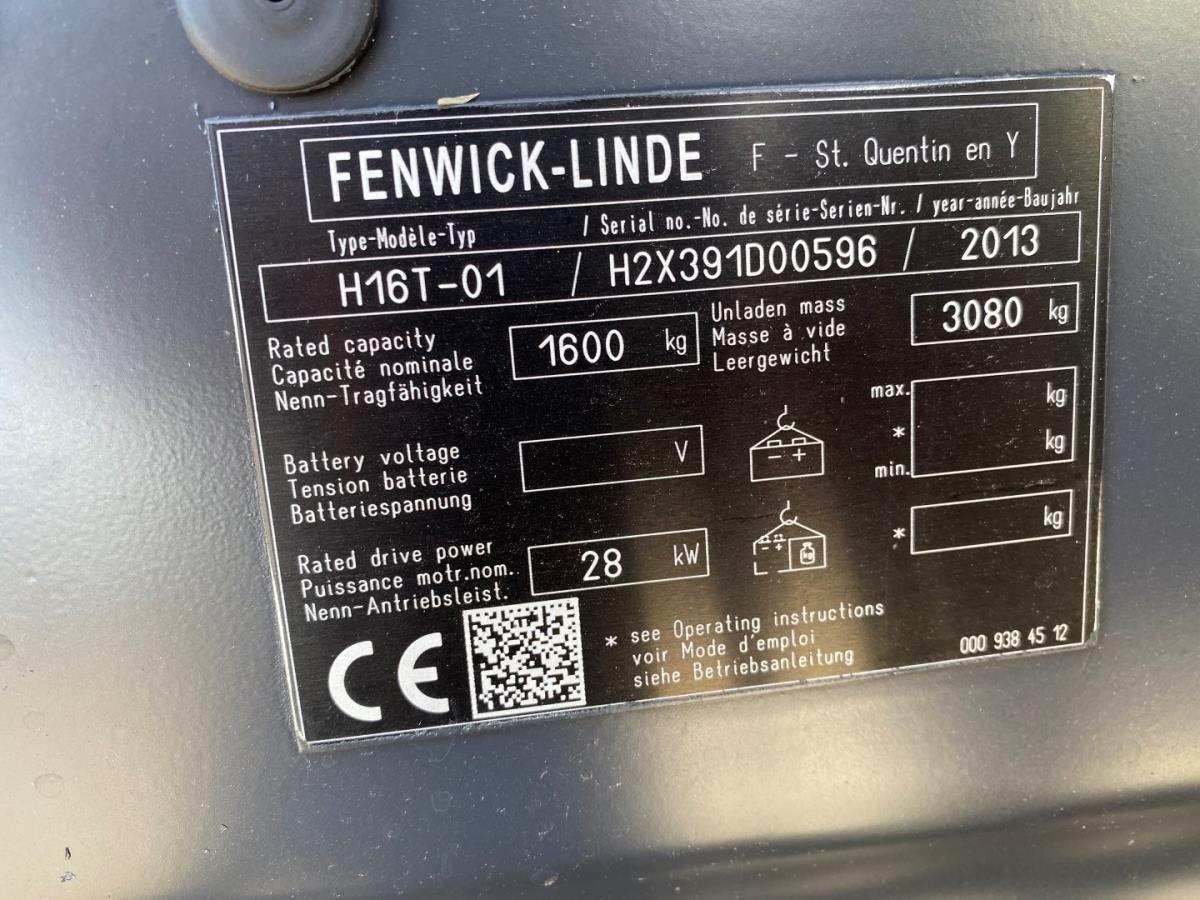 FENWICK-LINDE F - St. Quentin en Y
Type-Modèle-Typ / Serial no.-No. de série-Serien-Nr. / year-année-Baujahr
H16T-01 / H2X391D00596 / 2013
Rated capacity
Capacité nominale
Nenn-Tragfähigkeit
1600 kg
Unladen mass
Masse à vide
Leergewicht
3080 kg
Battery voltage
Tension batterie
Batteriespannung
V
- +
max. kg
*
kg
min.
Rated drive power
Puissance motr.nom.
Nenn-Antriebsleist.
28 kW
- + kg
* kg
CE
* see Operating instructions
voir Mode d'emploi
siehe Betriebsanleitung
000 938 45 12